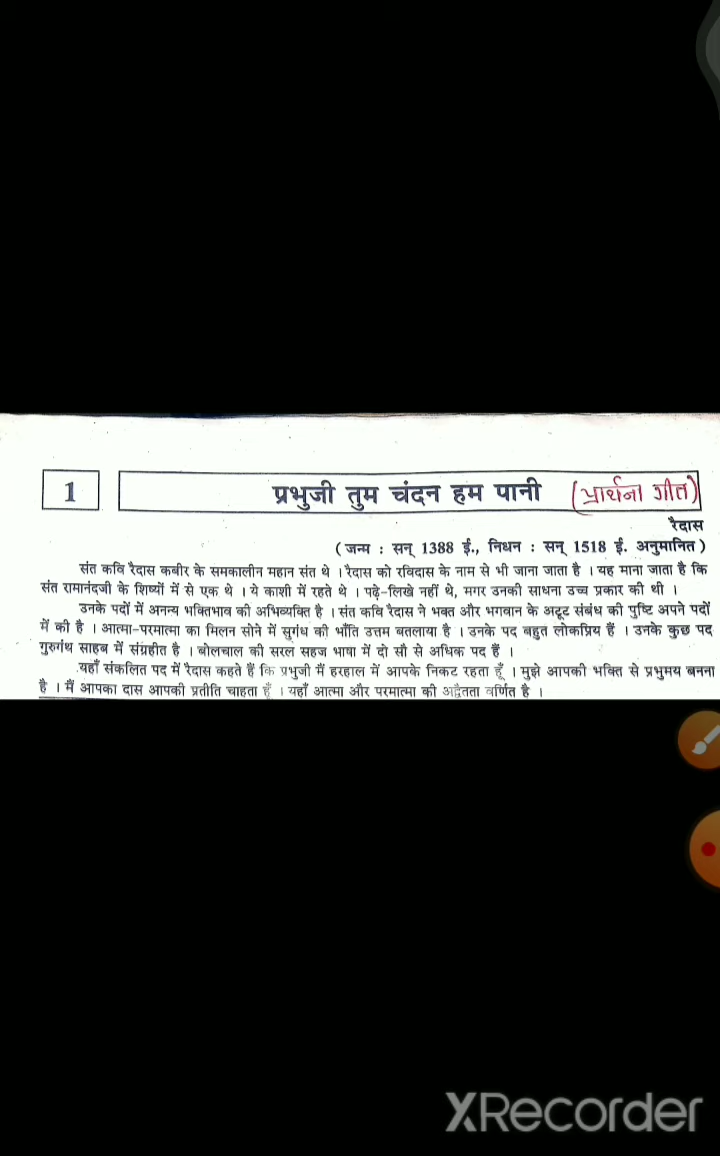 1
प्रभुजी तुम चंदन हम पानी (प्रार्थना गीत)
रैदास
( जन्म : सन् 1388 ई., निधन : सन् 1518 ई. अनुमानित )
संत कवि रैदास कबीर के समकालीन महान संत थे । रैदास को रविदास के नाम से भी जाना जाता है । यह माना जाता है कि
संत रामानंदजी के शिष्यों में से एक थे । ये काशी में रहते थे । पढ़े-लिखे नहीं थे, मगर उनकी साधना उच्च प्रकार की थी ।
उनके पदों में अनन्य भक्तिभाव की अभिव्यक्ति है । संत कवि रैदास ने भक्त और भगवान के अटूट संबंध की पुष्टि अपने पदों
में की है । आत्मा-परमात्मा का मिलन सोने में सुगंध की भाँति उत्तम बतलाया है । उनके पद बहुत लोकप्रिय हैं । उनके कुछ पद
गुरुगंथ साहब में संग्रहीत है । बोलचाल की सरल सहज भाषा में दो सौ से अधिक पद हैं ।
यहाँ संकलित पद में रैदास कहते हैं कि प्रभुजी मैं हरहाल में आपके निकट रहता हूँ । मुझे आपकी भक्ति से प्रभुमय बनना
है । मैं आपका दास आपकी प्रतीति चाहता हूँ । यहाँ आत्मा और परमात्मा की अद्वैतता वर्णित है ।
XRecorder